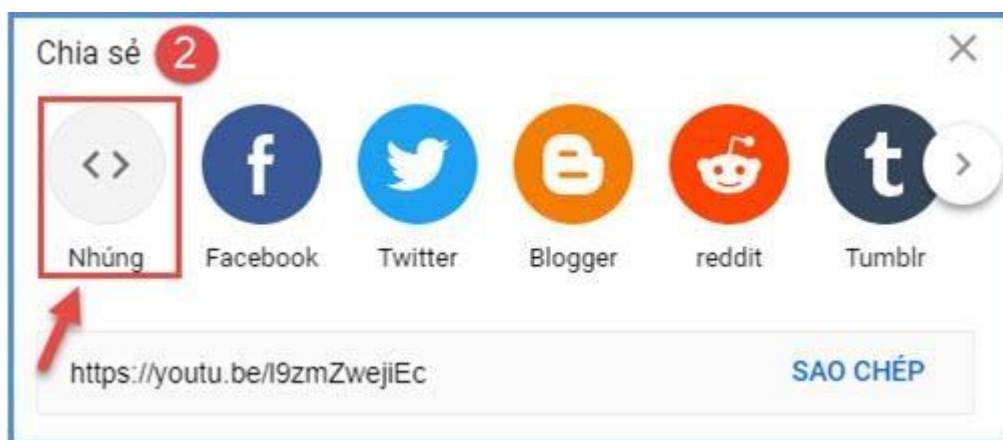 Chia sẻ 2
Nhúng Facebook Twitter Blogger reddit Tumblr
https://youtu.be/l9zmZwejiEc SAO CHÉP